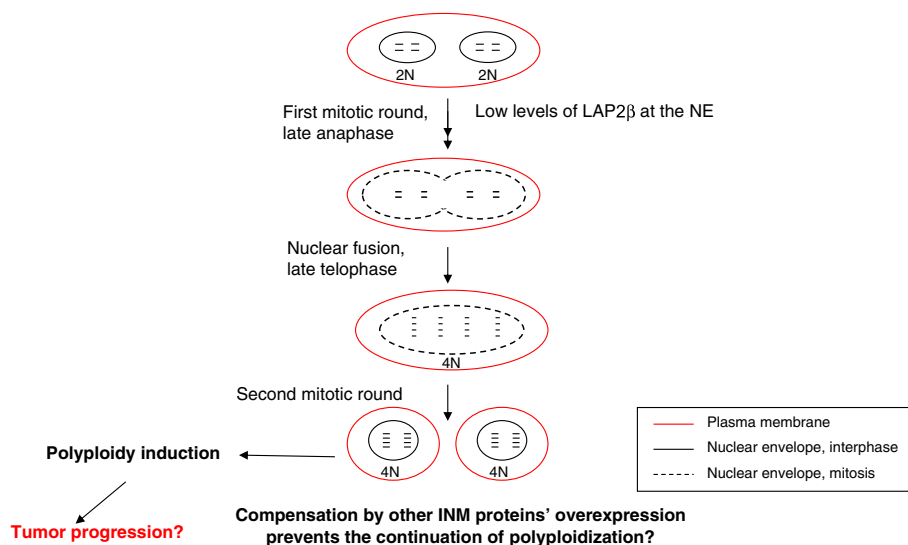 2N
2N
First mitotic round,
late anaphase
Low levels of LAP2β at the NE
Nuclear fusion,
late telophase
4N
Second mitotic round
4N
4N
Plasma membrane
Nuclear envelope, interphase
Nuclear envelope, mitosis
Polyploidy induction
Tumor progression?
Compensation by other INM proteins' overexpression
prevents the continuation of polyploidization?